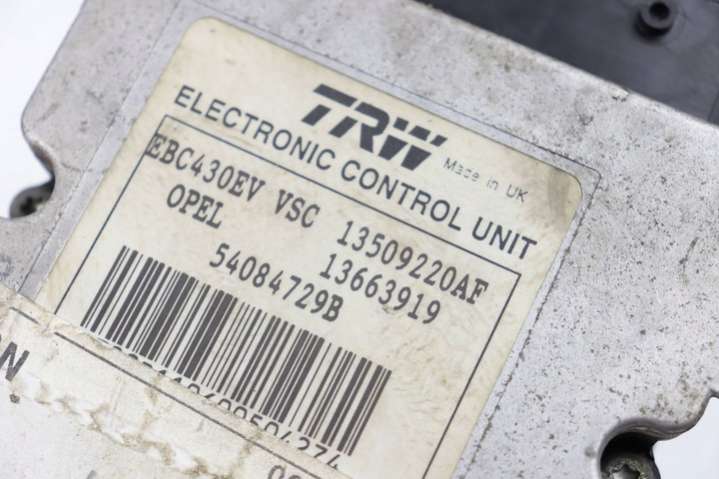 TRW
Made in UK
ELECTRONIC CONTROL UNIT
EBC430EV VSC 13509220AF
OPEL 13663919
54084729B